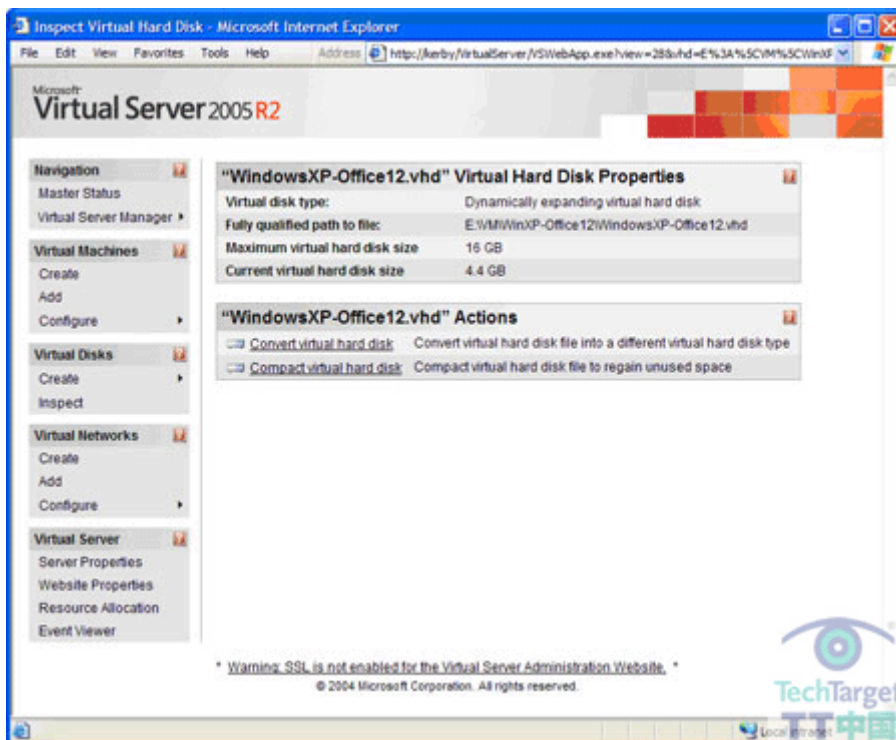 Inspect Virtual Hard Disk - Microsoft Internet Explorer
File Edit View Favorites Tools Help Address http://kerby/VirtualServer/VSWebApp.exe?view=28&vhd=E%3A%5CVM%5CWinXP
Microsoft
Virtual Server 2005 R2
Navigation
Master Status
Virtual Server Manager
Virtual Machines
Create
Add
Configure
Virtual Disks
Create
Inspect
Virtual Networks
Create
Add
Configure
Virtual Server
Server Properties
Website Properties
Resource Allocation
Event Viewer
"WindowsXP-Office12.vhd" Virtual Hard Disk Properties
Virtual disk type: Dynamically expanding virtual hard disk
Fully qualified path to file: E:\VM\WinXP-Office12\WindowsXP-Office12.vhd
Maximum virtual hard disk size 16 GB
Current virtual hard disk size 4.4 GB
"WindowsXP-Office12.vhd" Actions
Convert virtual hard disk Convert virtual hard disk file into a different virtual hard disk type
Compact virtual hard disk Compact virtual hard disk file to regain unused space
* Warning: SSL is not enabled for the Virtual Server Administration Website. *
© 2004 Microsoft Corporation. All rights reserved.
TechTarget
TT中国
Local intranet